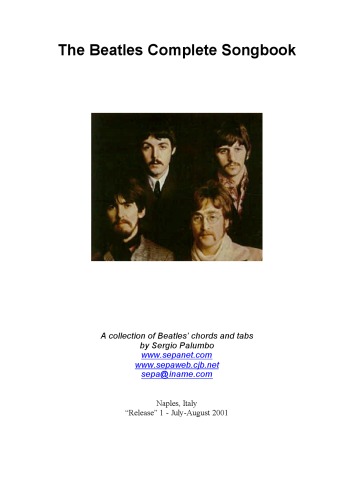 The Beatles Complete Songbook
A collection of Beatles' chords and tabs
by Sergio Palumbo
www.sepanet.com
www.sepaweb.cjb.net
sepa@iname.com
Naples, Italy
“Release” 1 - July-August 2001